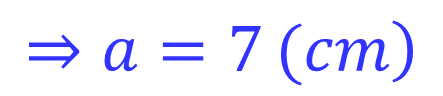 ⇒ a = 7 (cm)